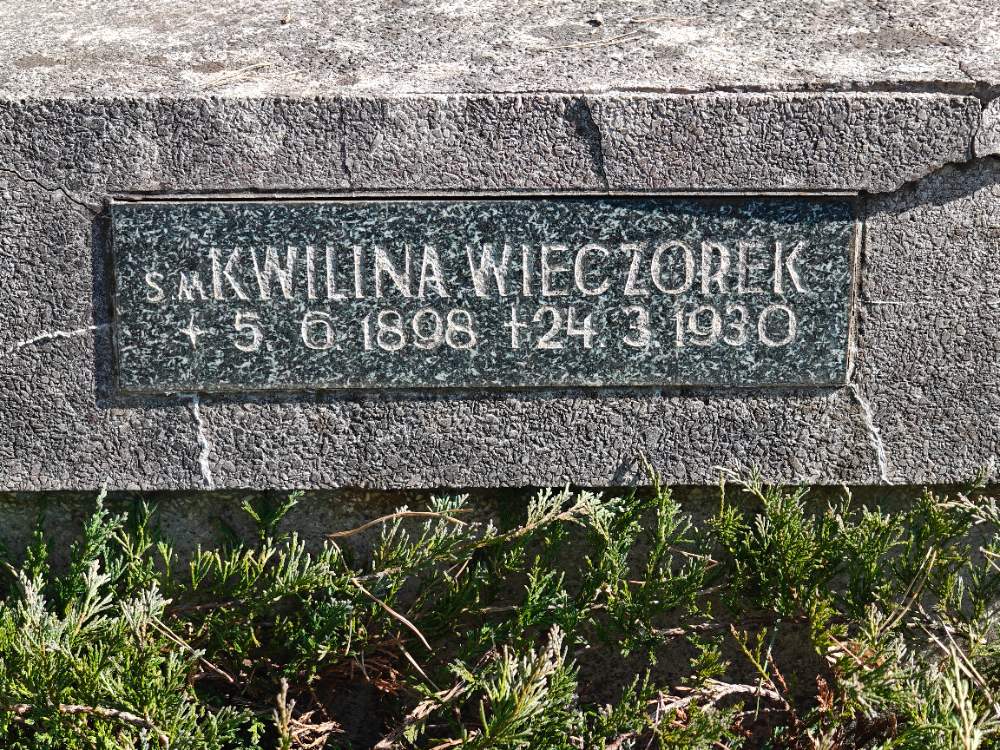 S.M. KWILINA WIECZOREK
+ 5. 6. 1898 +24. 3. 1930